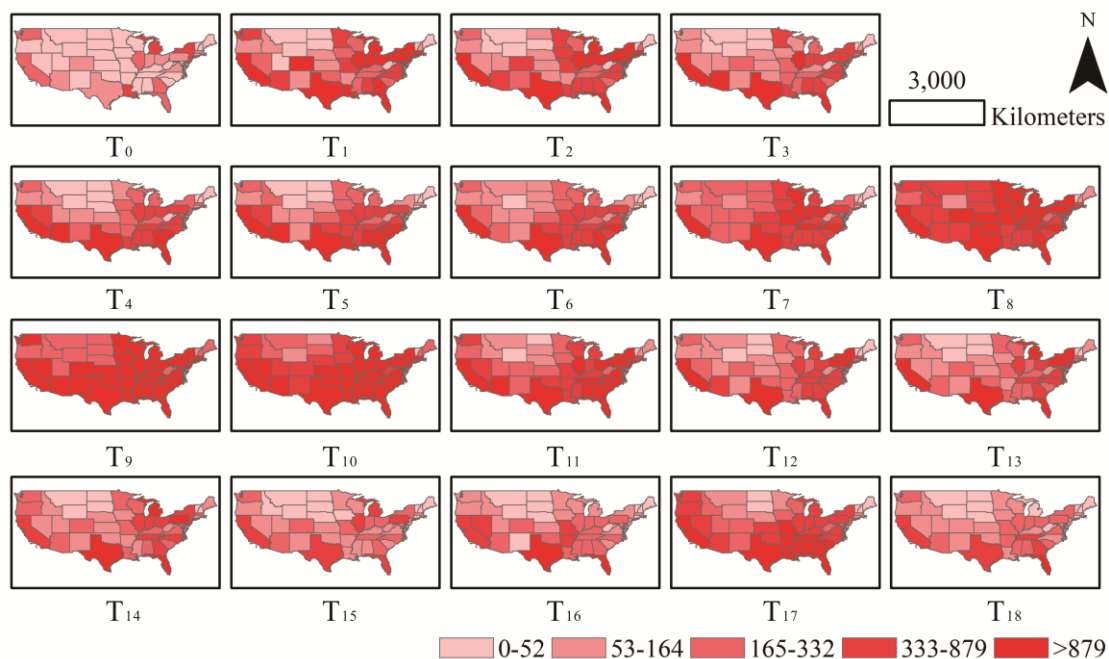 N
3,000
Kilometers
T₀ T₁ T₂ T₃
T₄ T₅ T₆ T₇ T₈
T₉ T₁₀ T₁₁ T₁₂ T₁₃
T₁₄ T₁₅ T₁₆ T₁₇ T₁₈
0-52 53-164 165-332 333-879 >879